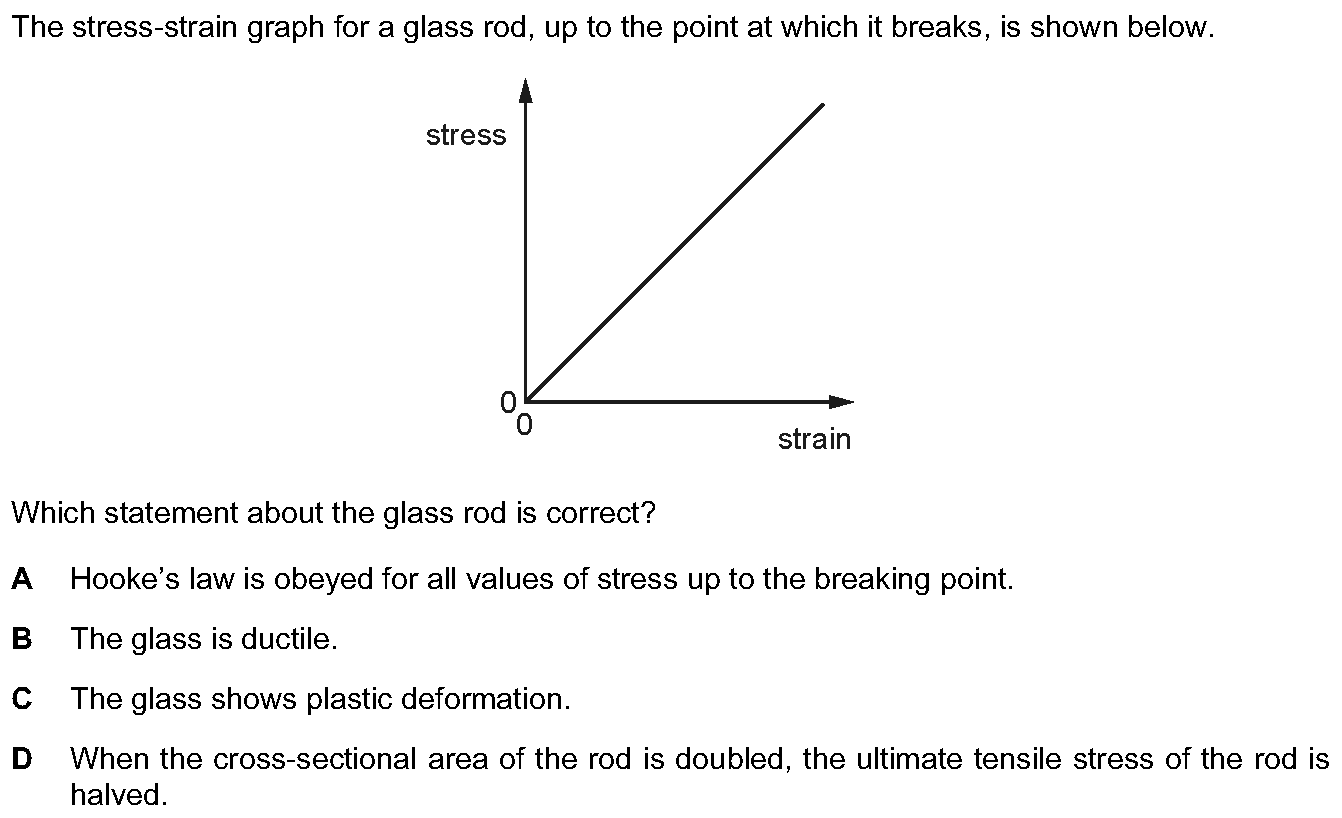 The stress-strain graph for a glass rod, up to the point at which it breaks, is shown below.
stress
0
0
strain
Which statement about the glass rod is correct?
A Hooke’s law is obeyed for all values of stress up to the breaking point.
B The glass is ductile.
C The glass shows plastic deformation.
D When the cross-sectional area of the rod is doubled, the ultimate tensile stress of the rod is
halved.